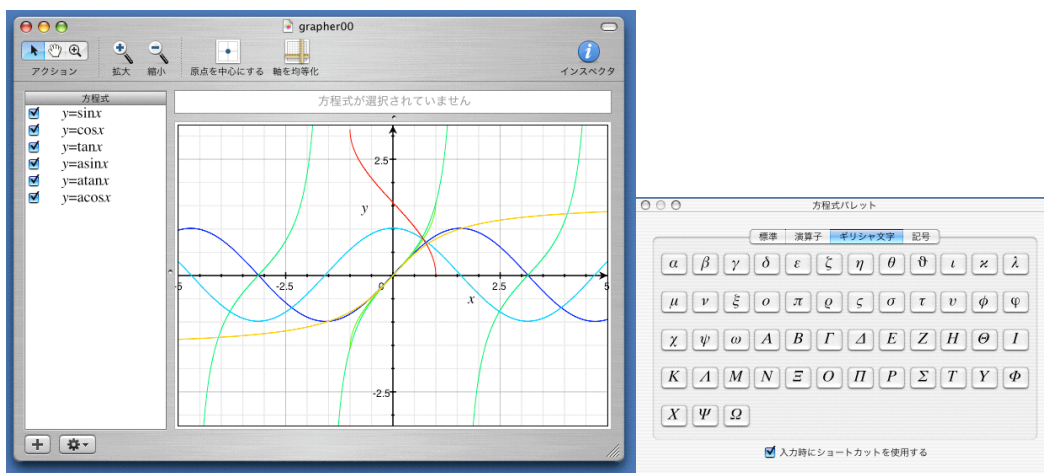 grapher00
アクション 拡大 縮小 原点を中心にする 軸を均等化 インスペクタ
方程式
方程式が選択されていません
y=sinx
y=cosx
y=tanx
y=asinx
y=atanx
y=acosx
2.5
y
-5 -2.5 0 2.5 5
x
-2.5
方程式パレット
標準 演算子 ギリシャ文字 記号
α β γ δ ε ζ η θ ϑ ι ϰ λ
μ ν ξ ο π ϱ ς σ τ υ ϕ φ
χ ψ ω Α Β Γ Δ Ε Ζ Η Θ Ι
Κ Λ Μ Ν Ξ Ο Π Ρ Σ Τ Υ Φ
Χ Ψ Ω
入力時にショートカットを使用する